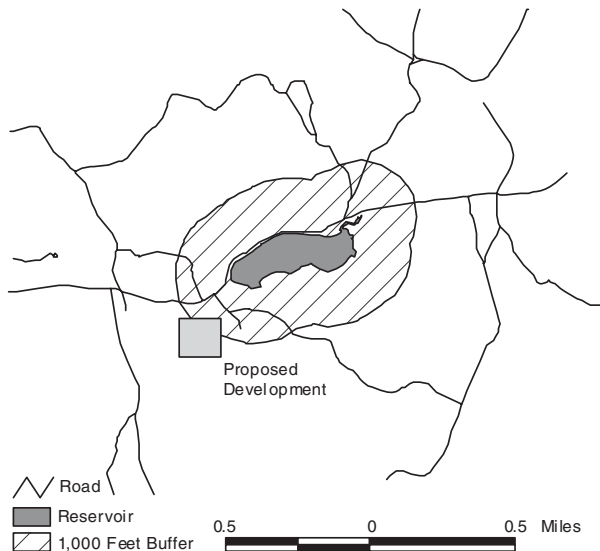 Proposed
Development
Road
Reservoir
1,000 Feet Buffer
0.5 0 0.5 Miles